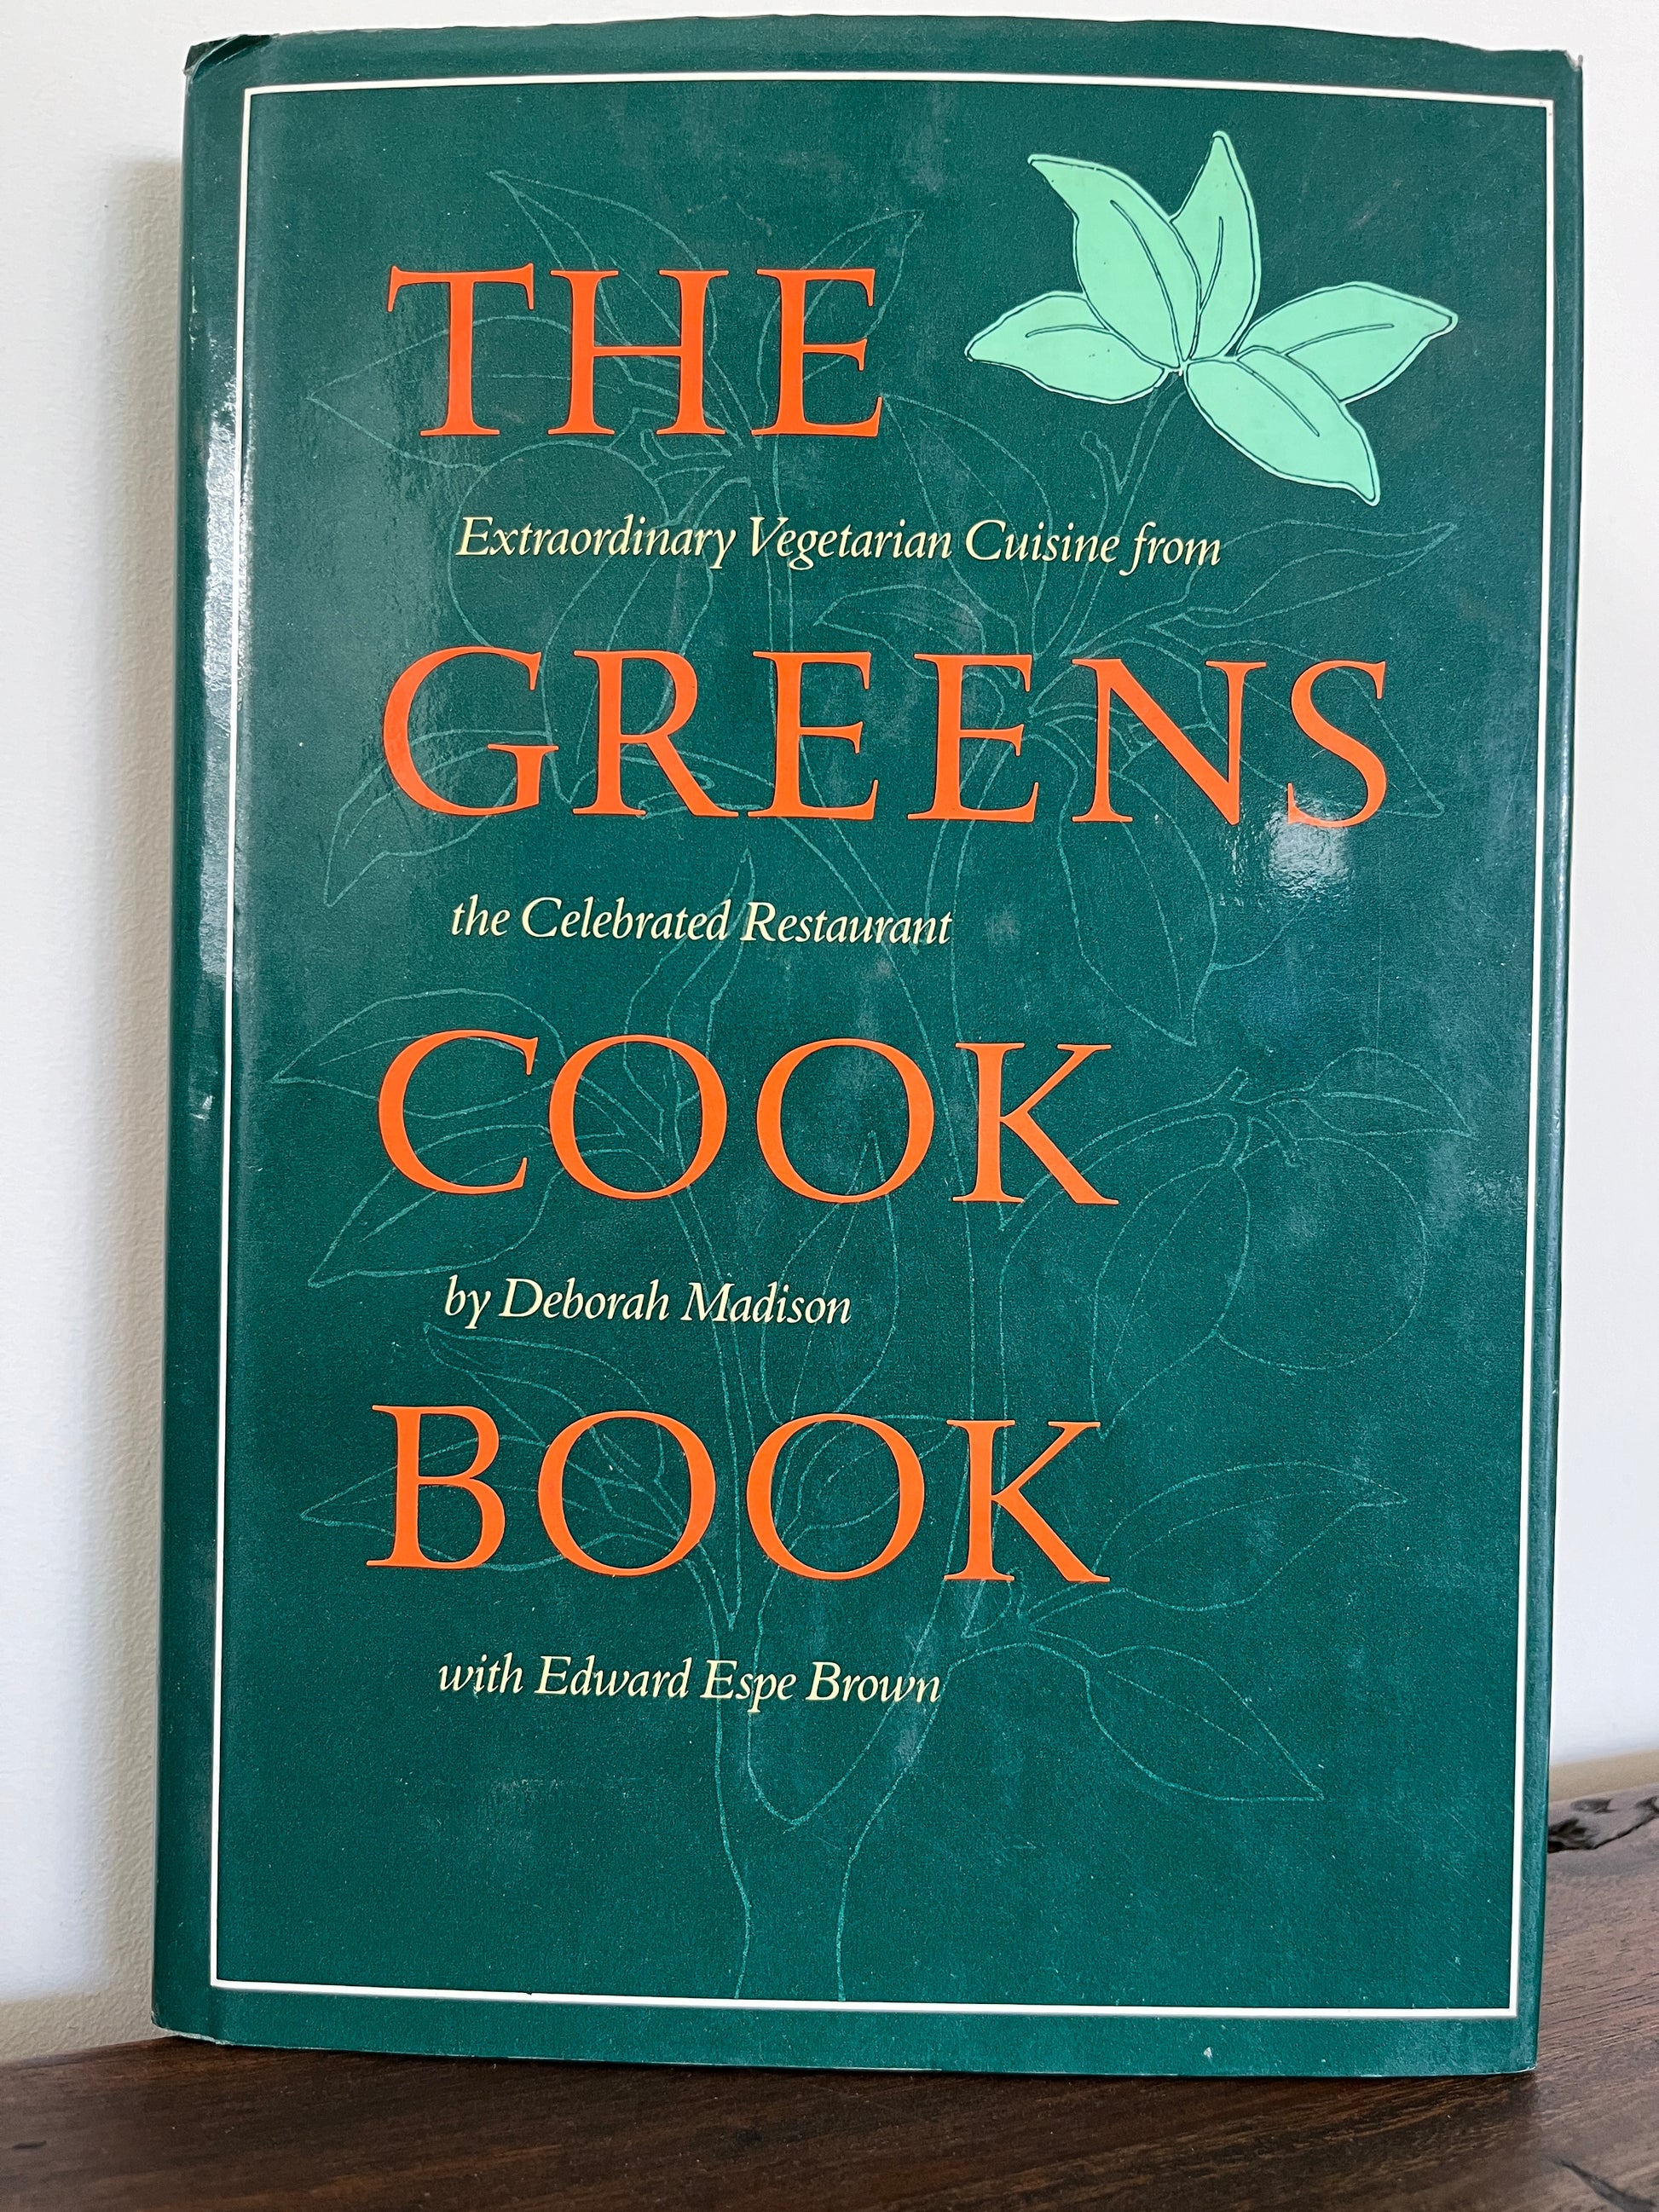 THE
Extraordinary Vegetarian Cuisine from
GREENS
the Celebrated Restaurant
COOK
by Deborah Madison
BOOK
with Edward Espe Brown